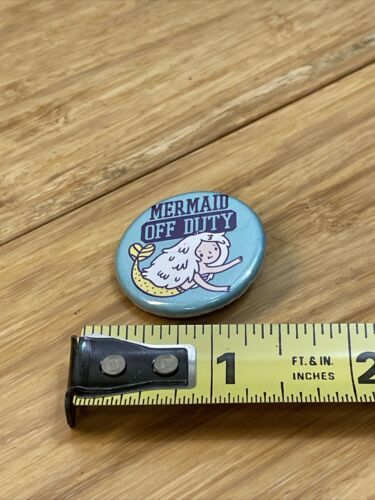 MERMAID
OFF DUTY
1 FT. & IN. 2
INCHES